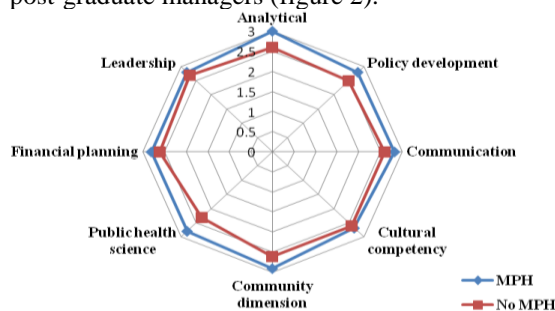 post-graduate managers (figure 2).
Analytical
3
2.5
2
1.5
1
0.5
0
Leadership
Policy development
Financial planning
Communication
Public health
science
Cultural
competency
Community
dimension
MPH
No MPH